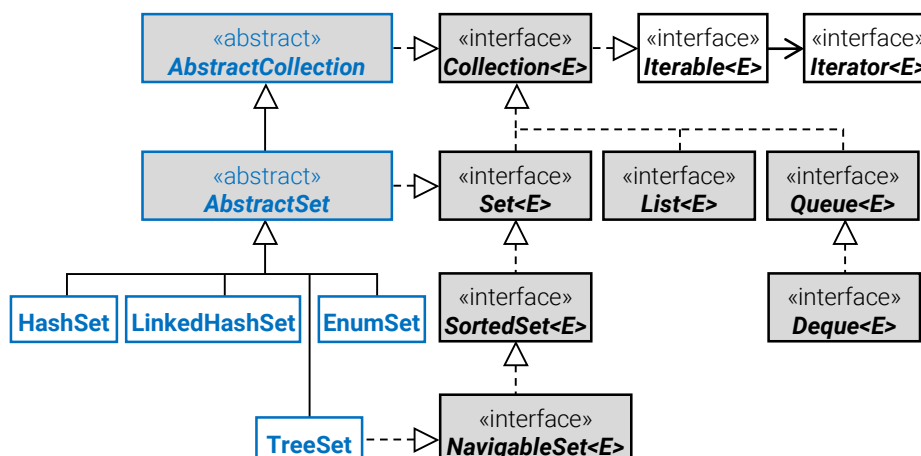 «abstract»
AbstractCollection
«interface»
Collection<E>
«interface»
Iterable<E>
«interface»
Iterator<E>
«abstract»
AbstractSet
«interface»
Set<E>
«interface»
List<E>
«interface»
Queue<E>
HashSet
LinkedHashSet
EnumSet
«interface»
SortedSet<E>
«interface»
Deque<E>
TreeSet
«interface»
NavigableSet<E>